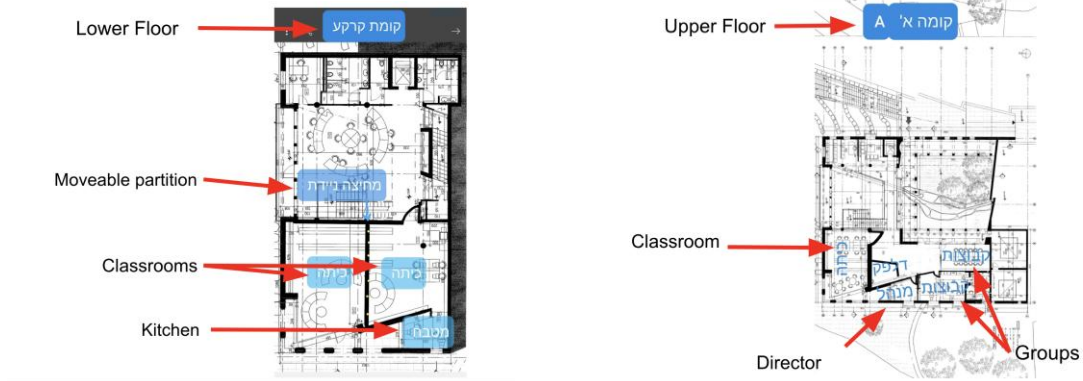 Lower Floor
קומת קרקע
Moveable partition
מחיצה ניידת
Classrooms
כיתה
כיתה
Kitchen
מטבח
Upper Floor
A
קומה א'
Classroom
כיתה
דלפק
קבוצות
מנהל
קבוצות
Director
Groups